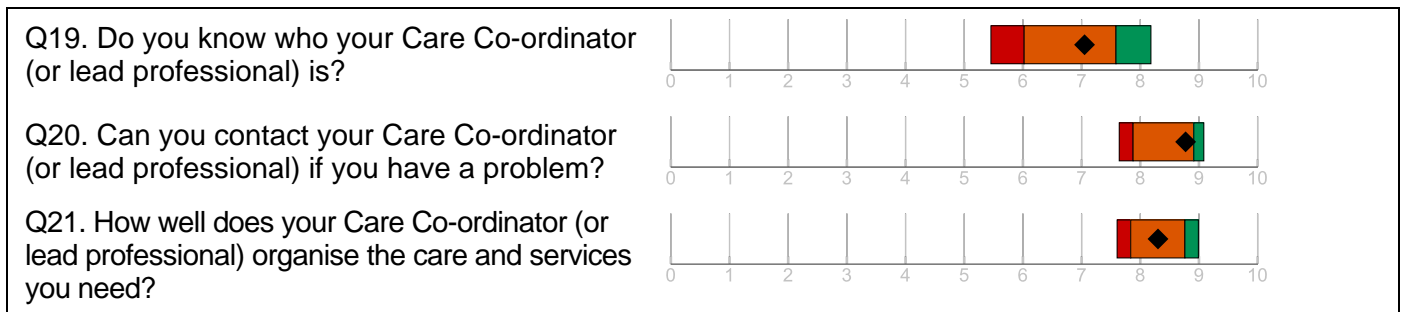 Q19. Do you know who your Care Co-ordinator
(or lead professional) is?
0 1 2 3 4 5 6 7 8 9 10
Q20. Can you contact your Care Co-ordinator
(or lead professional) if you have a problem?
0 1 2 3 4 5 6 7 8 9 10
Q21. How well does your Care Co-ordinator (or
lead professional) organise the care and services
you need?
0 1 2 3 4 5 6 7 8 9 10